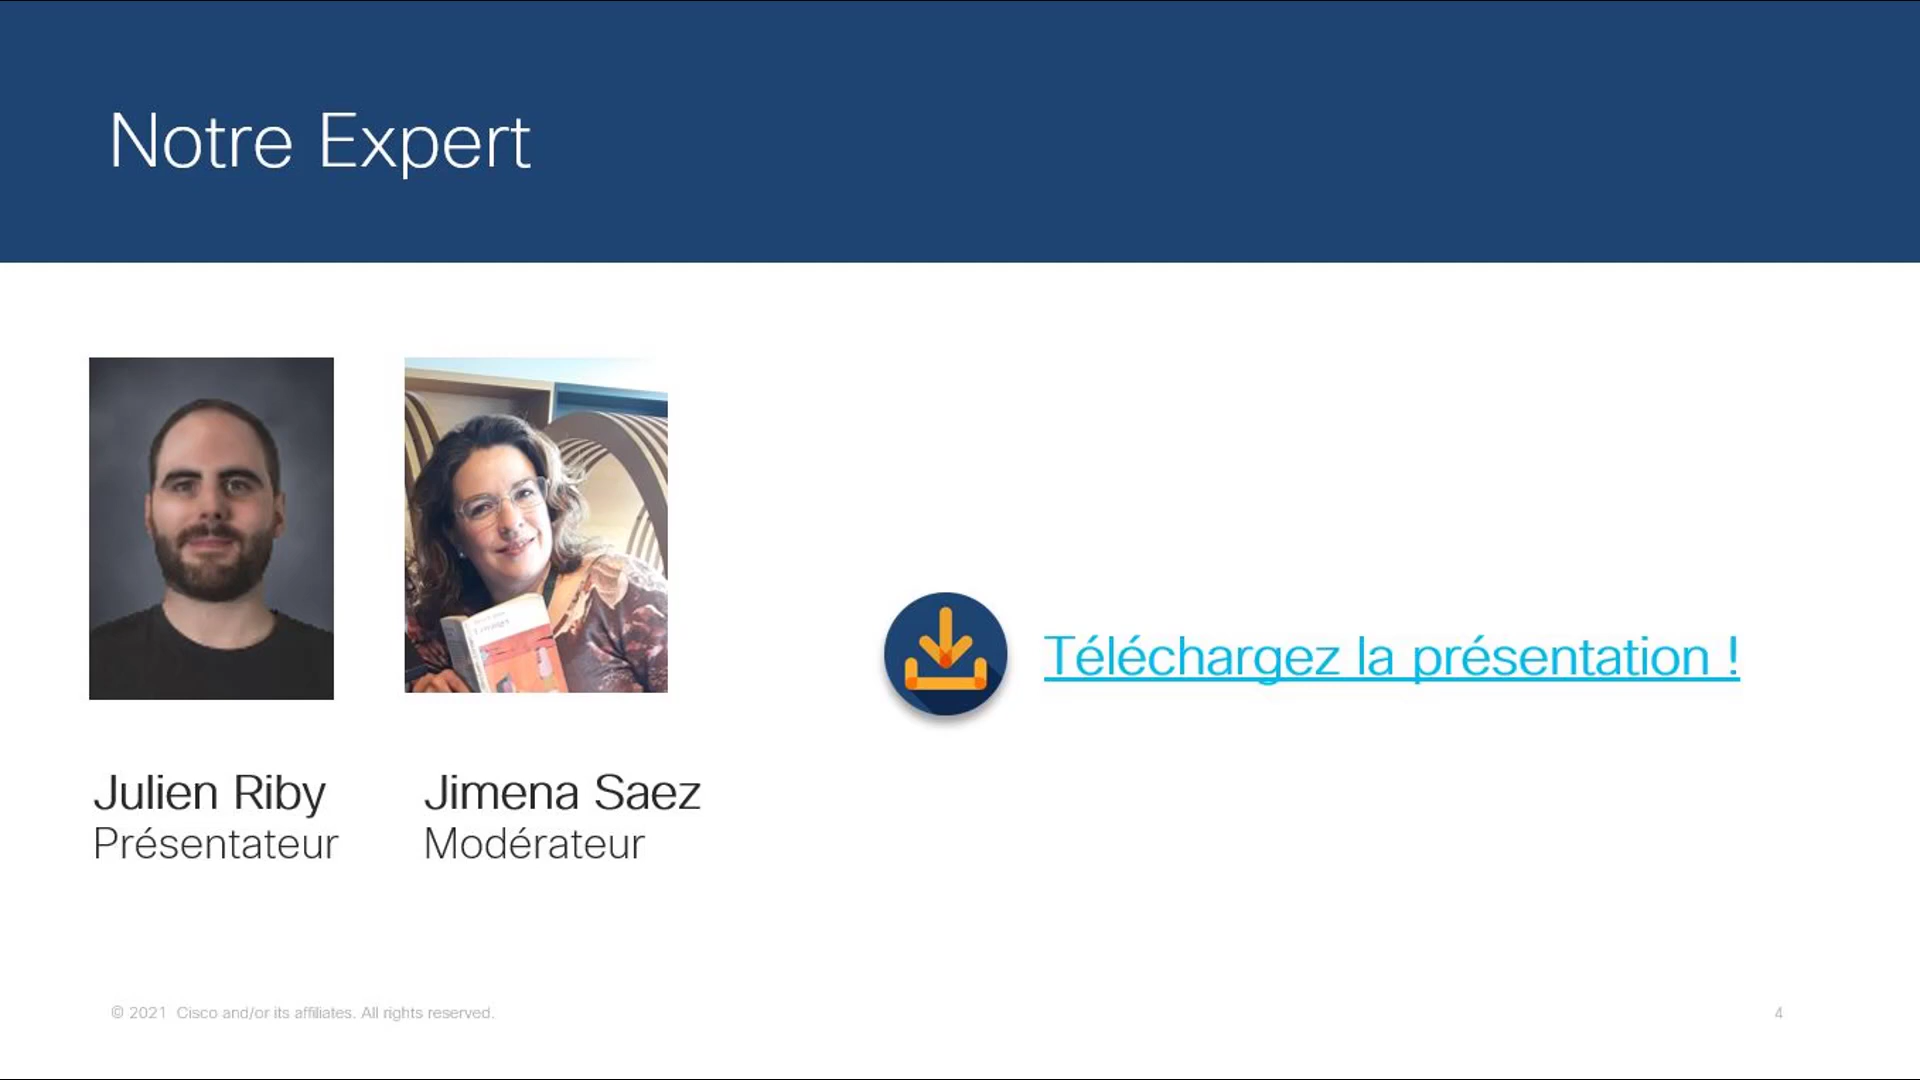 Notre Expert
Téléchargez la présentation !
Julien Riby
Présentateur
Jimena Saez
Modérateur
© 2021 Cisco and/or its affiliates. All rights reserved.
4